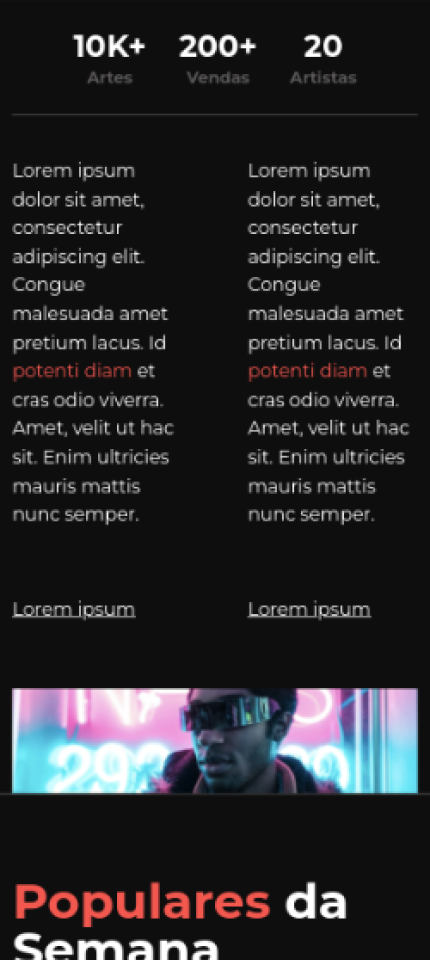 10K+ 200+ 20
Artes Vendas Artistas
Lorem ipsum
dolor sit amet,
consectetur
adipiscing elit.
Congue
malesuada amet
pretium lacus. Id
potenti diam et
cras odio viverra.
Amet, velit ut hac
sit. Enim ultricies
mauris mattis
nunc semper.
Lorem ipsum
Lorem ipsum
dolor sit amet,
consectetur
adipiscing elit.
Congue
malesuada amet
pretium lacus. Id
potenti diam et
cras odio viverra.
Amet, velit ut hac
sit. Enim ultricies
mauris mattis
nunc semper.
Lorem ipsum
Populares da
Semana